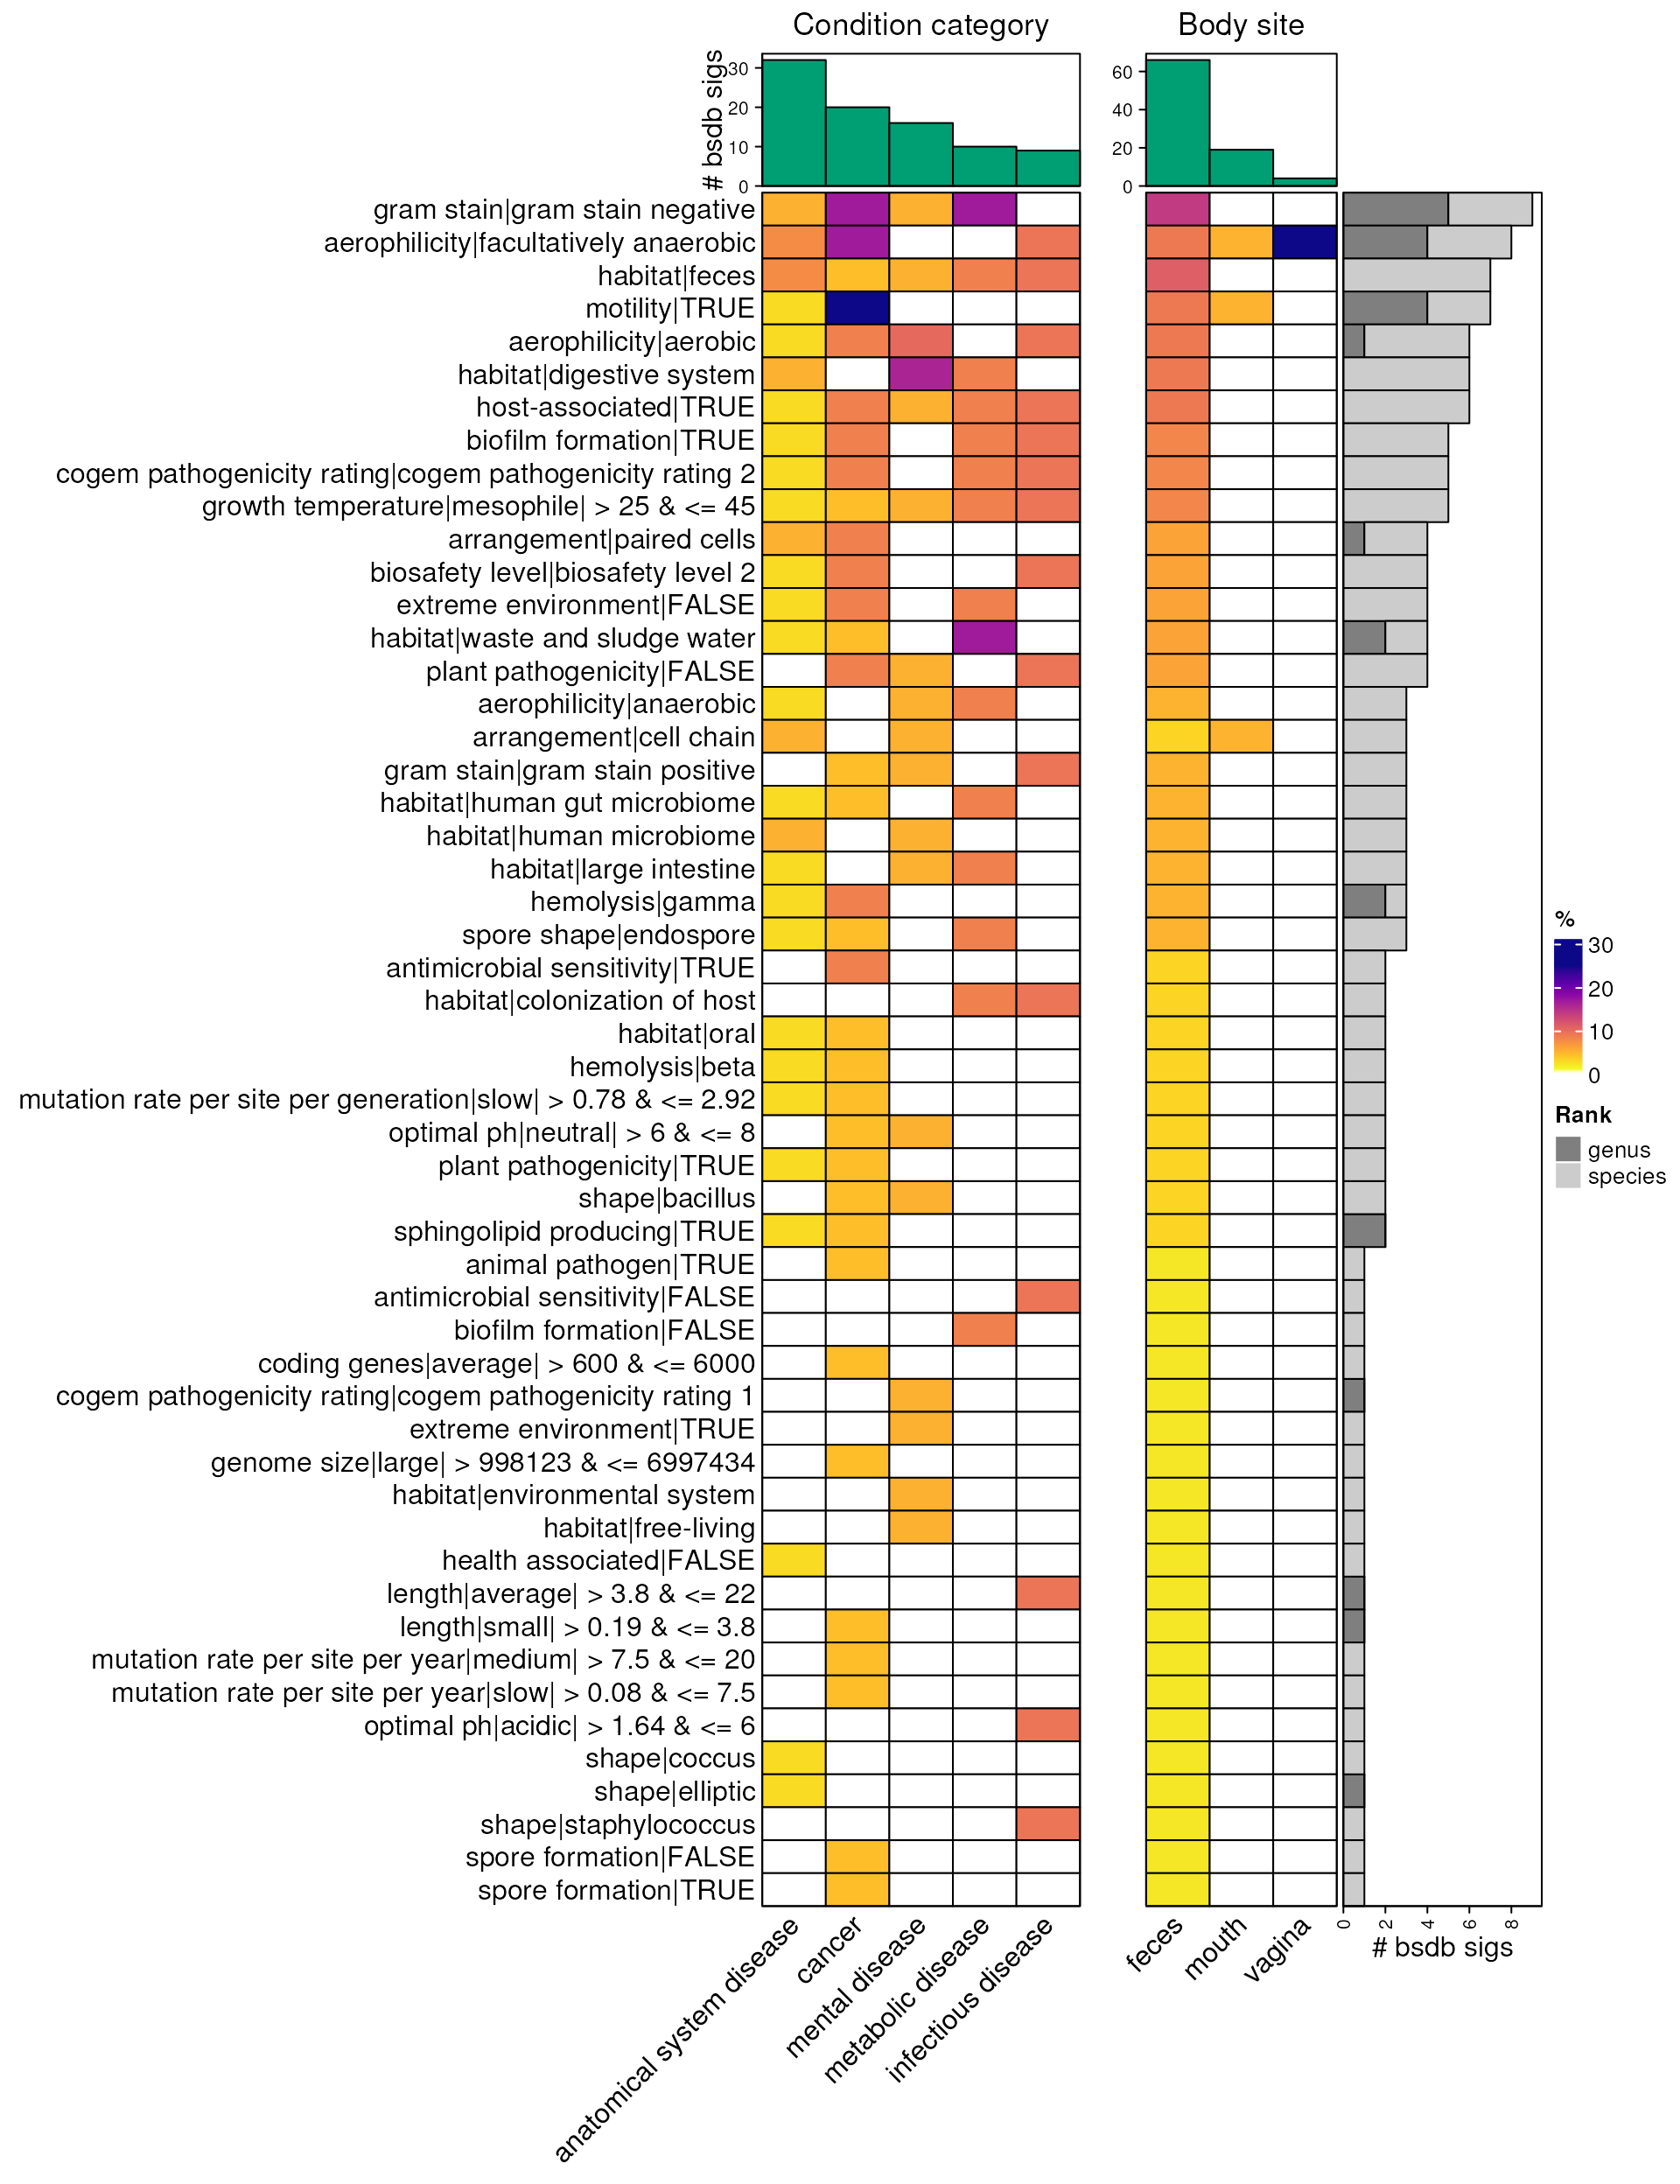 Condition category
Body site
# bsdb sigs
30
20
10
0
60
40
20
0
gram stain|gram stain negative
aerophilicity|facultatively anaerobic
habitat|feces
motility|TRUE
aerophilicity|aerobic
habitat|digestive system
host-associated|TRUE
biofilm formation|TRUE
cogem pathogenicity rating|cogem pathogenicity rating 2
growth temperature|mesophile| > 25 & <= 45
arrangement|paired cells
biosafety level|biosafety level 2
extreme environment|FALSE
habitat|waste and sludge water
plant pathogenicity|FALSE
aerophilicity|anaerobic
arrangement|cell chain
gram stain|gram stain positive
habitat|human gut microbiome
habitat|human microbiome
habitat|large intestine
hemolysis|gamma
spore shape|endospore
antimicrobial sensitivity|TRUE
habitat|colonization of host
habitat|oral
hemolysis|beta
mutation rate per site per generation|slow| > 0.78 & <= 2.92
optimal ph|neutral| > 6 & <= 8
plant pathogenicity|TRUE
shape|bacillus
sphingolipid producing|TRUE
animal pathogen|TRUE
antimicrobial sensitivity|FALSE
biofilm formation|FALSE
coding genes|average| > 600 & <= 6000
cogem pathogenicity rating|cogem pathogenicity rating 1
extreme environment|TRUE
genome size|large| > 998123 & <= 6997434
habitat|environmental system
habitat|free-living
health associated|FALSE
length|average| > 3.8 & <= 22
length|small| > 0.19 & <= 3.8
mutation rate per site per year|medium| > 7.5 & <= 20
mutation rate per site per year|slow| > 0.08 & <= 7.5
optimal ph|acidic| > 1.64 & <= 6
shape|coccus
shape|elliptic
shape|staphylococcus
spore formation|FALSE
spore formation|TRUE
anatomical system disease
cancer
mental disease
metabolic disease
infectious disease
feces
mouth
vagina
0
2
4
6
8
# bsdb sigs
%
30
20
10
0
Rank
genus
species